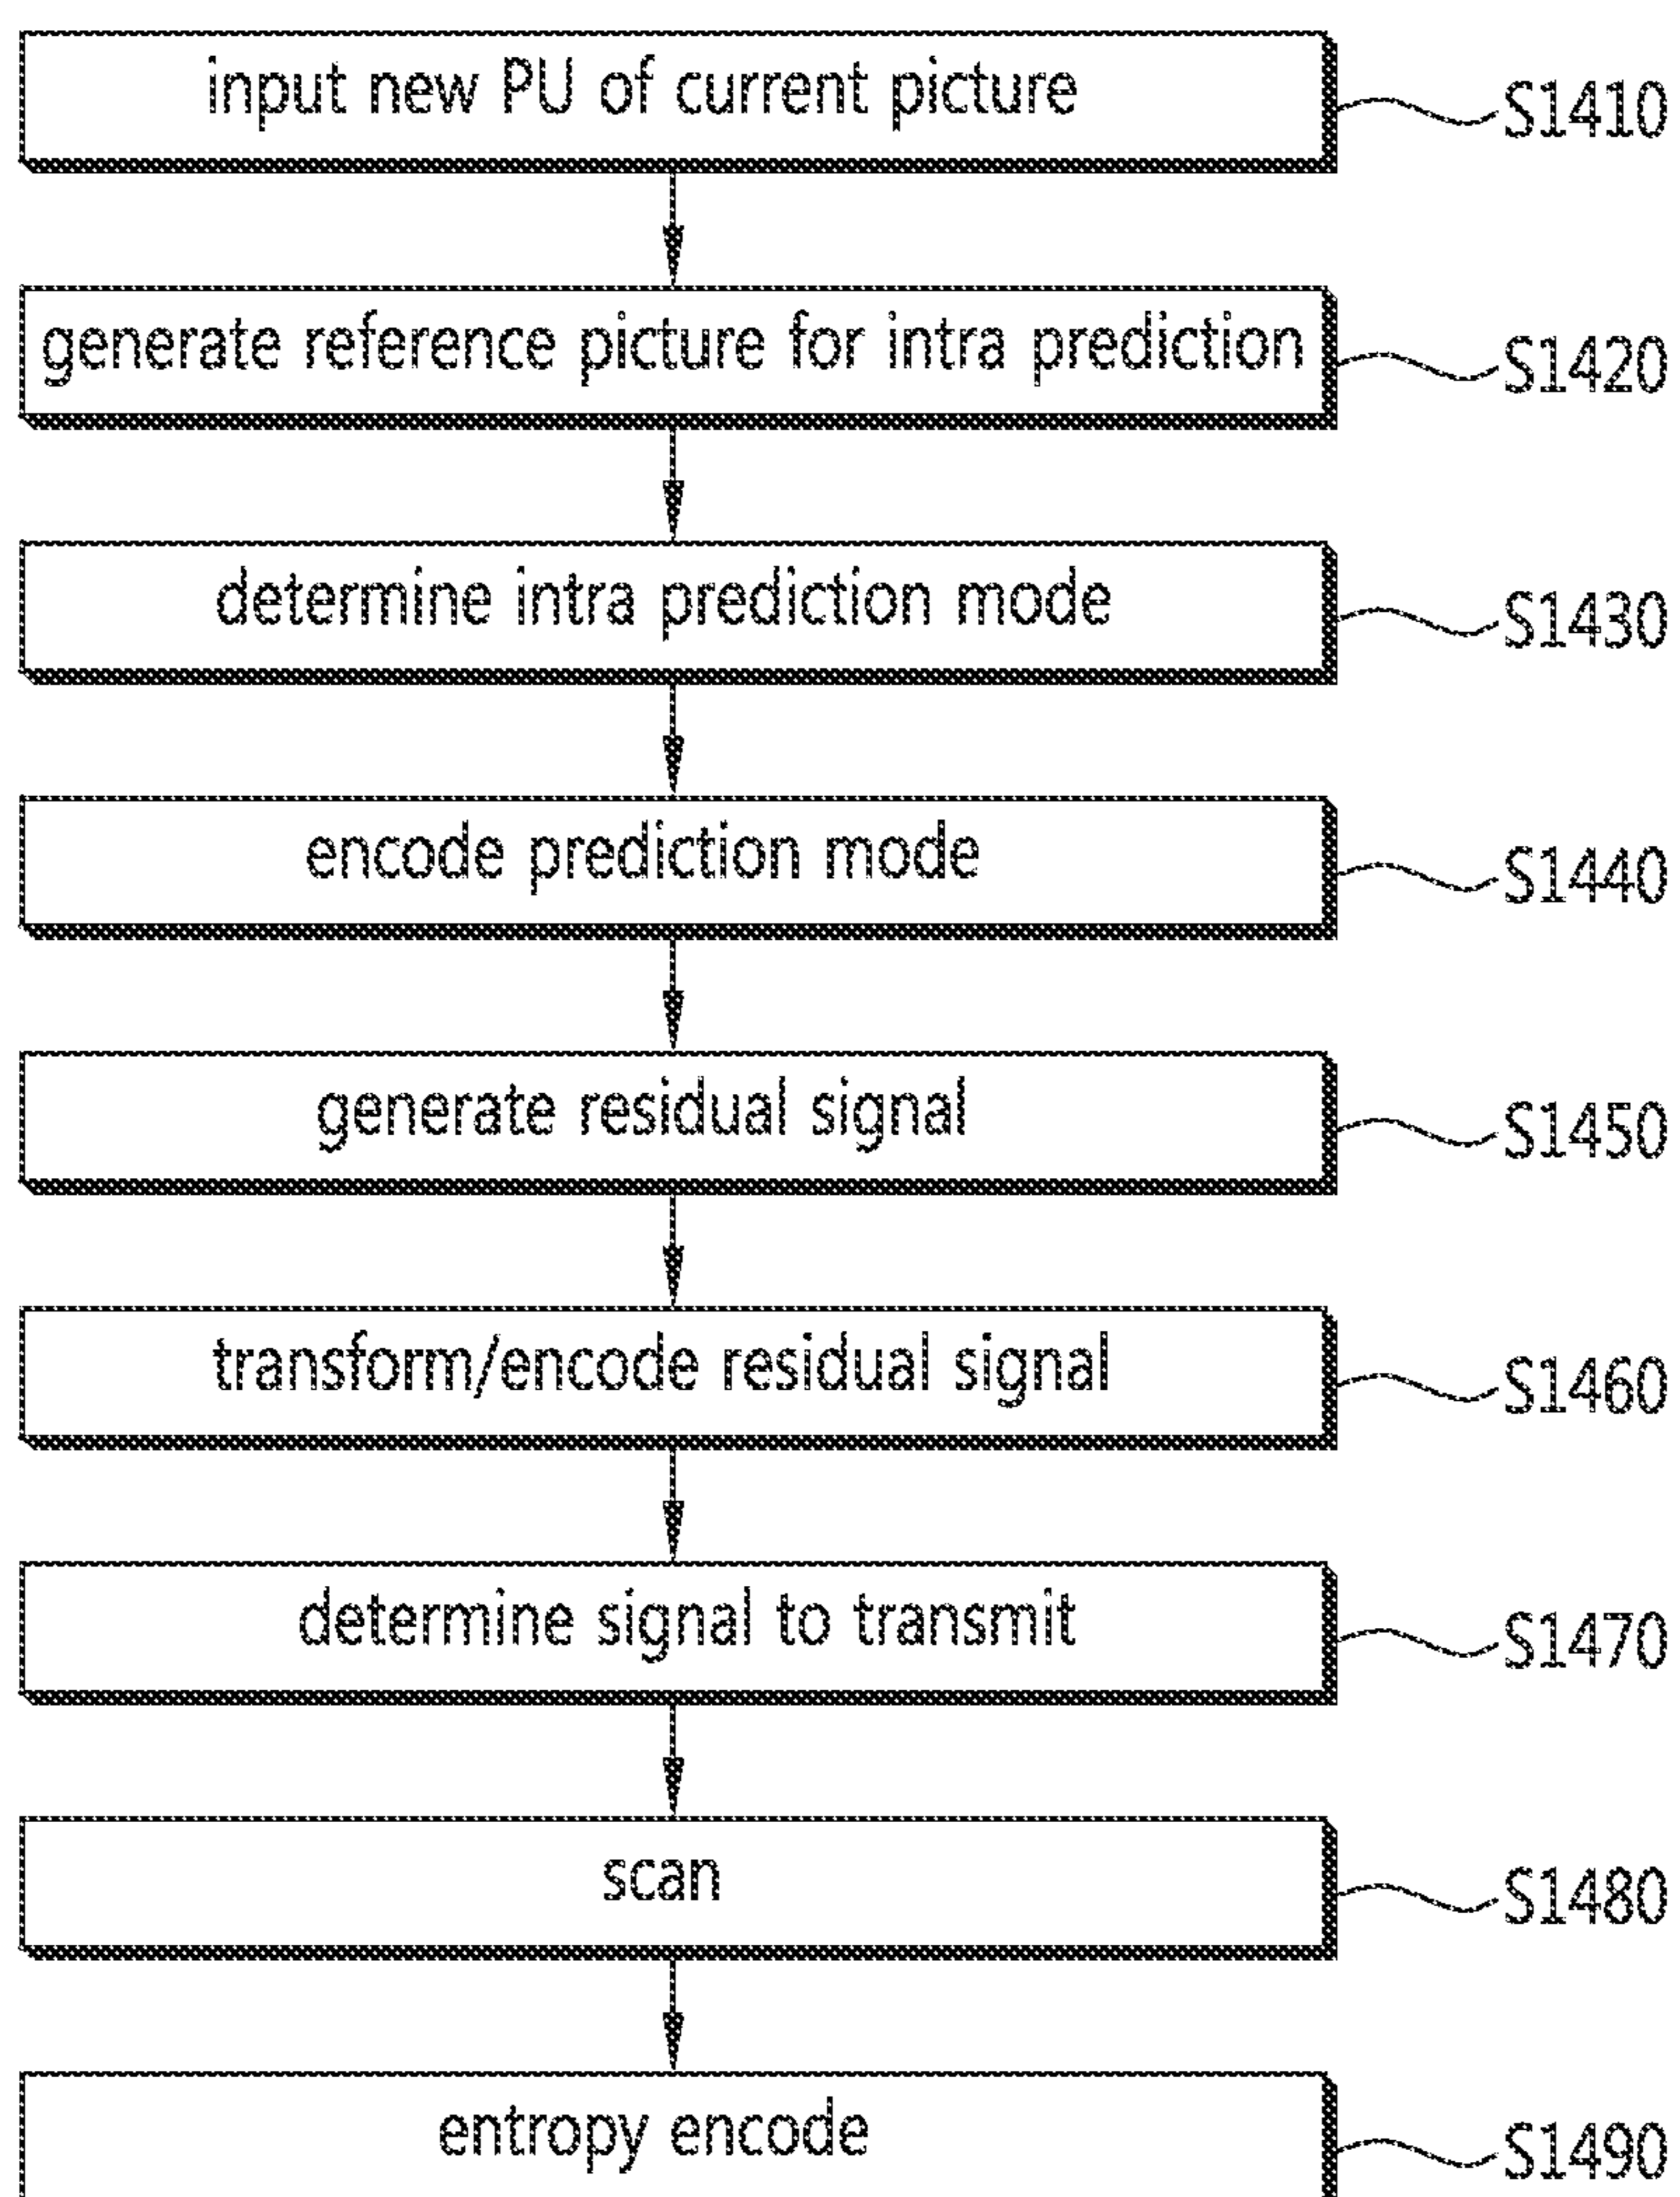 input new PU of current picture S1410
generate reference picture for intra prediction S1420
determine intra prediction mode S1430
encode prediction mode S1440
generate residual signal S1450
transform/encode residual signal S1460
determine signal to transmit S1470
scan S1480
entropy encode S1490